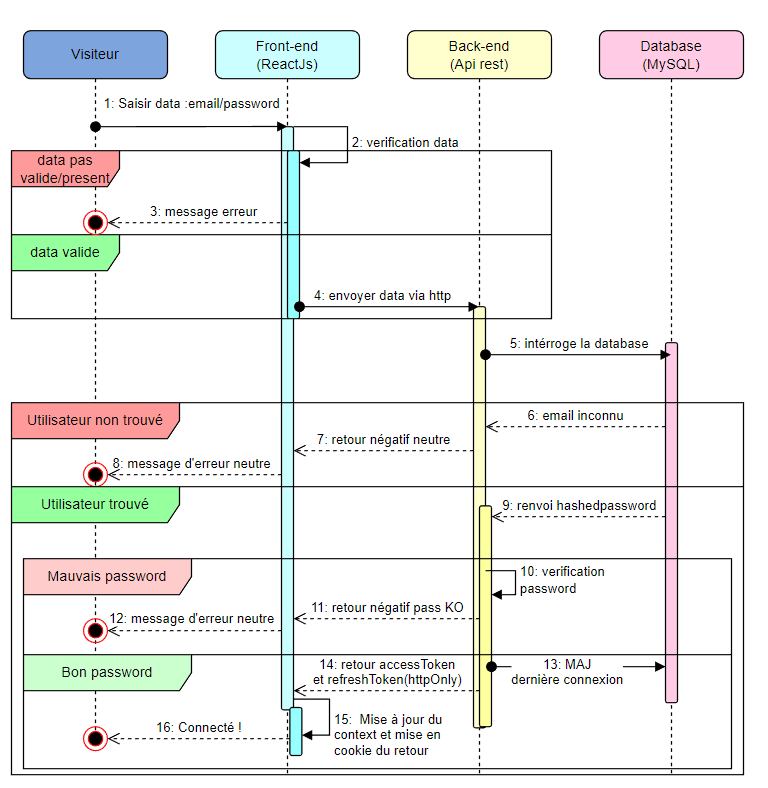 Visiteur
Front-end
(ReactJs)
Back-end
(Api rest)
Database
(MySQL)
1: Saisir data :email/password
2: verification data
data pas
valide/present
3: message erreur
data valide
4: envoyer data via http
5: intérroge la database
Utilisateur non trouvé
6: email inconnu
7: retour négatif neutre
8: message d'erreur neutre
Utilisateur trouvé
9: renvoi hashedpassword
Mauvais password
10: verification
password
11: retour négatif pass KO
12: message d'erreur neutre
Bon password
13: MAJ
dernière connexion
14: retour accessToken
et refreshToken(httpOnly)
15: Mise à jour du
context et mise en
cookie du retour
16: Connecté !